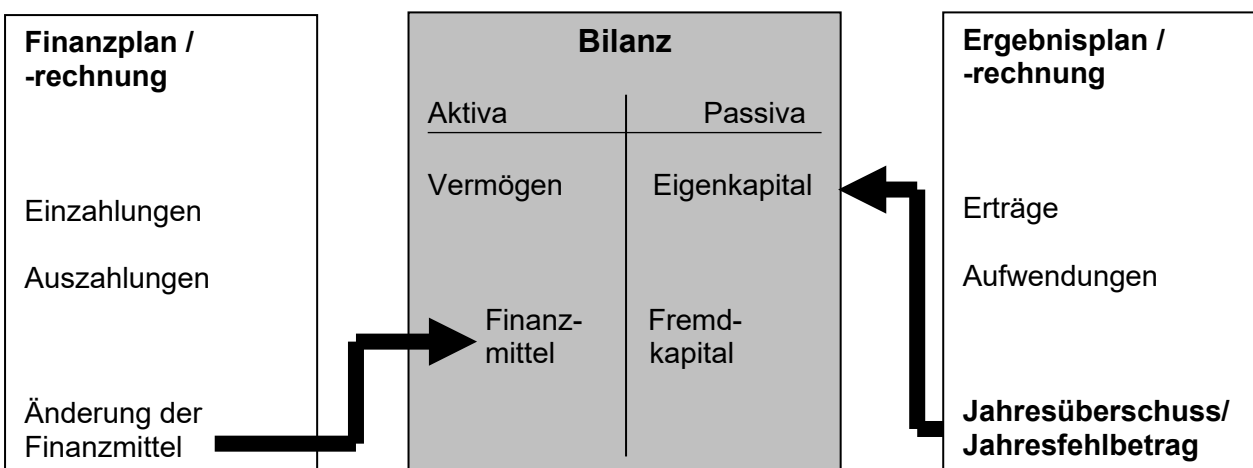 Finanzplan /
-rechnung
Einzahlungen
Auszahlungen
Änderung der
Finanzmittel
Bilanz
Aktiva
Passiva
Vermögen
Eigenkapital
Finanz-
mittel
Fremd-
kapital
Ergebnisplan /
-rechnung
Erträge
Aufwendungen
Jahresüberschuss/
Jahresfehlbetrag